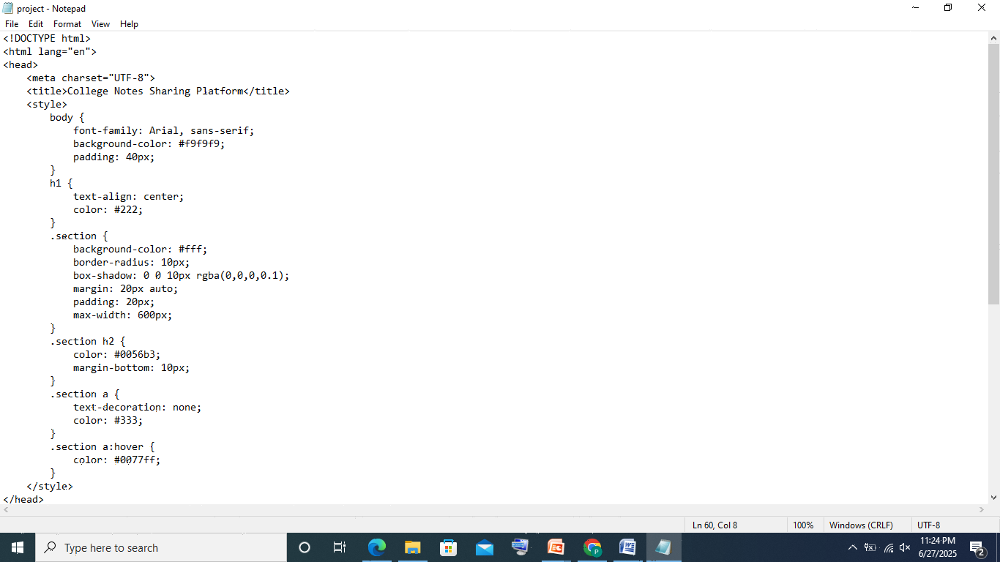 project - Notepad
File Edit Format View Help
<!DOCTYPE html>
<html lang="en">
<head>
    <meta charset="UTF-8">
    <title>College Notes Sharing Platform</title>
    <style>
        body {
            font-family: Arial, sans-serif;
            background-color: #f9f9f9;
            padding: 40px;
        }
        h1 {
            text-align: center;
            color: #222;
        }
        .section {
            background-color: #fff;
            border-radius: 10px;
            box-shadow: 0 0 10px rgba(0,0,0,0.1);
            margin: 20px auto;
            padding: 20px;
            max-width: 600px;
        }
        .section h2 {
            color: #0056b3;
            margin-bottom: 10px;
        }
        .section a {
            text-decoration: none;
            color: #333;
        }
        .section a:hover {
            color: #0077ff;
        }
    </style>
</head>
Ln 60, Col 8 100% Windows (CRLF) UTF-8
Type here to search
11:24 PM
6/27/2025
2